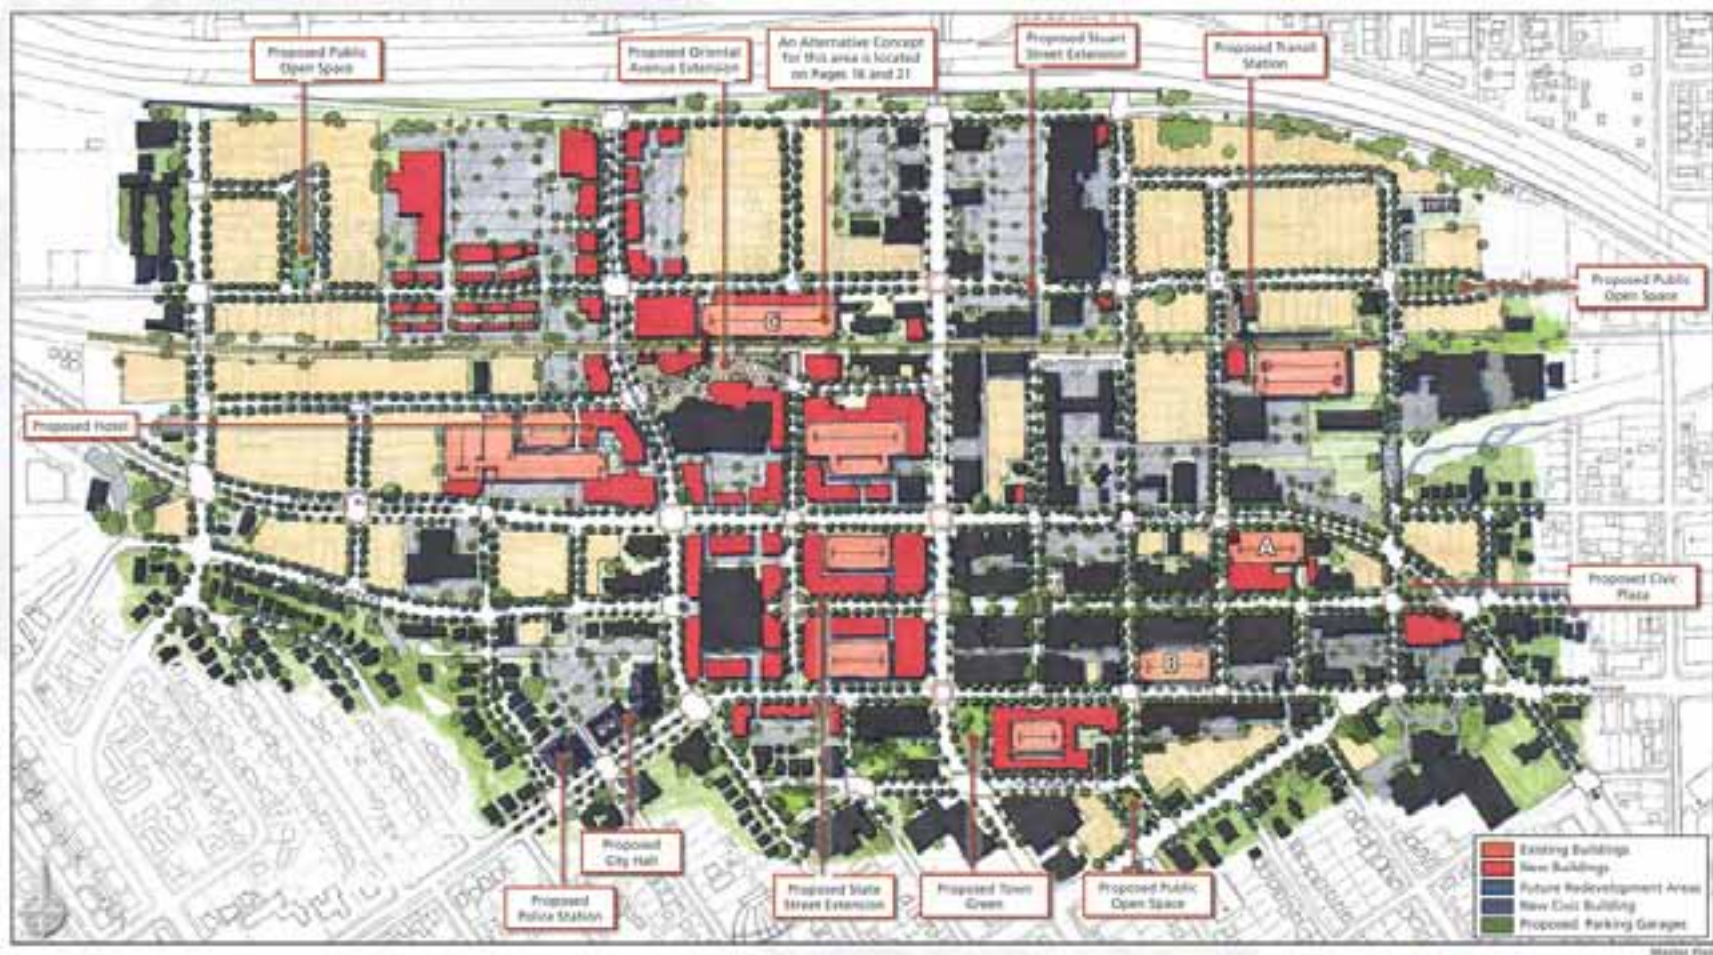 Proposed Public
Open Space
Proposed Oriental
Avenue Extension
An Alternative Concept
for this area is located
on Pages 16 and 21
Proposed Stuart
Street Extension
Proposed Transit
Station
Proposed Public
Open Space
C
Proposed Hotel
A
Proposed Civic
Plaza
B
Proposed
City Hall
Proposed
Police Station
Proposed State
Street Extension
Proposed Town
Green
Proposed Public
Open Space
Existing Buildings
New Buildings
Future Redevelopment Areas
New Civic Building
Proposed Parking Garages
Master Plan